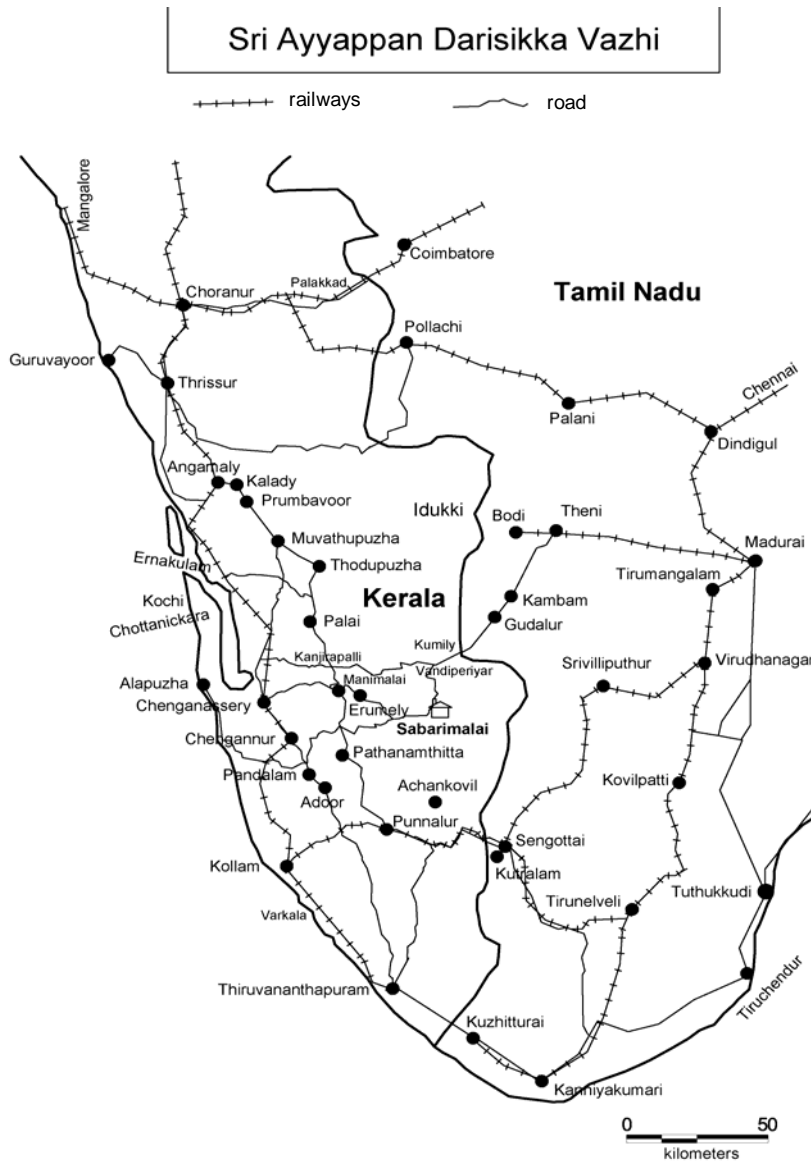 Sri Ayyappan Darisikka Vazhi
railways
road
Mangalore
Coimbatore
Palakkad
Choranur
Tamil Nadu
Pollachi
Guruvayoor
Thrissur
Chennai
Palani
Dindigul
Angamaly
Kalady
Prumbavoor
Idukki
Bodi
Theni
Muvathupuzha
Madurai
Ernakulam
Thodupuzha
Tirumangalam
Kochi
Kerala
Kambam
Chottanickara
Palai
Gudalur
Kumily
Kanjirapalli
Vandiperiyar
Srivilliputhur
Virudhanagar
Alapuzha
Manimalai
Chenganassery
Erumely
Sabarimalai
Chengannur
Pathanamthitta
Pandalam
Achankovil
Kovilpatti
Adoor
Punnalur
Sengottai
Kollam
Kutralam
Tirunelveli
Tuthukkudi
Varkala
Thiruvananthapuram
Tiruchendur
Kuzhitturai
Kanniyakumari
0 50
kilometers